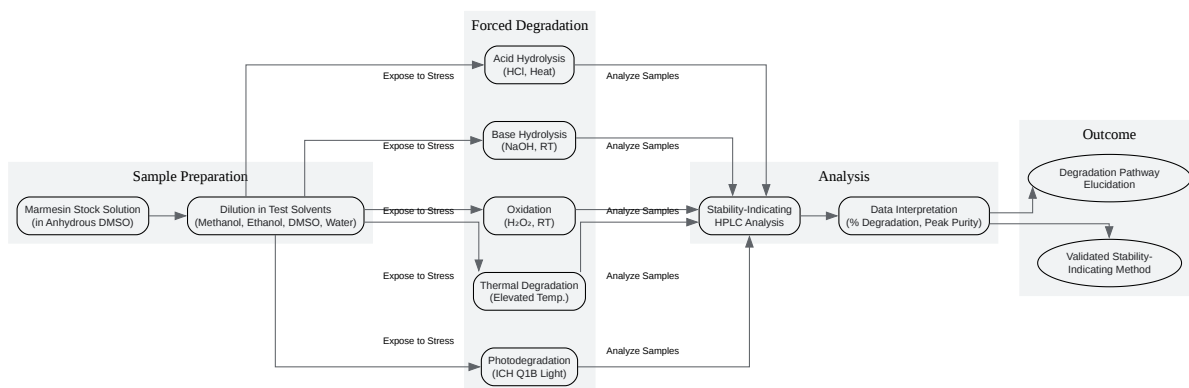 Forced Degradation
Acid Hydrolysis
(HCl, Heat)
Expose to Stress
Analyze Samples
Base Hydrolysis
(NaOH, RT)
Expose to Stress
Analyze Samples
Outcome
Sample Preparation
Analysis
Degradation Pathway
Elucidation
Marmesin Stock Solution
(in Anhydrous DMSO)
Dilution in Test Solvents
(Methanol, Ethanol, DMSO, Water)
Expose to Stress
Oxidation
(H₂O₂, RT)
Analyze Samples
Stability-Indicating
HPLC Analysis
Data Interpretation
(% Degradation, Peak Purity)
Validated Stability-
Indicating Method
Expose to Stress
Thermal Degradation
(Elevated Temp.)
Analyze Samples
Expose to Stress
Photodegradation
(ICH Q1B Light)
Analyze Samples